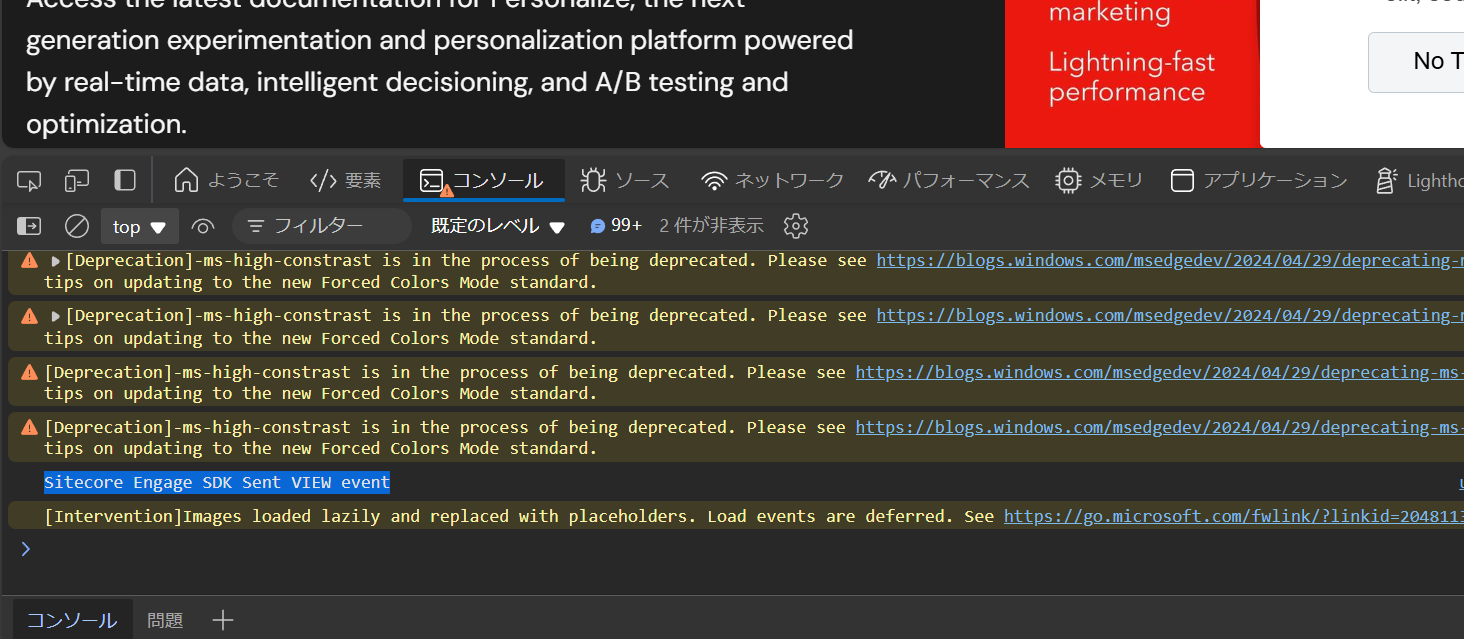 Access the latest documentation for Personalize, the next
generation experimentation and personalization platform powered
by real-time data, intelligent decisioning, and A/B testing and
optimization.
marketing
Lightning-fast
performance
No T
ようこそ
要素
コンソール
ソース
ネットワーク
パフォーマンス
メモリ
アプリケーション
Lighthc
top
フィルター
既定のレベル
99+
2 件が非表示
[Deprecation]-ms-high-constrast is in the process of being deprecated. Please see https://blogs.windows.com/msedgedev/2024/04/29/deprecating-
tips on updating to the new Forced Colors Mode standard.
[Deprecation]-ms-high-constrast is in the process of being deprecated. Please see https://blogs.windows.com/msedgedev/2024/04/29/deprecating-
tips on updating to the new Forced Colors Mode standard.
[Deprecation]-ms-high-constrast is in the process of being deprecated. Please see https://blogs.windows.com/msedgedev/2024/04/29/deprecating-ms-
tips on updating to the new Forced Colors Mode standard.
[Deprecation]-ms-high-constrast is in the process of being deprecated. Please see https://blogs.windows.com/msedgedev/2024/04/29/deprecating-ms-
tips on updating to the new Forced Colors Mode standard.
Sitecore Engage SDK Sent VIEW event
[Intervention]Images loaded lazily and replaced with placeholders. Load events are deferred. See https://go.microsoft.com/fwlink/?linkid=2048113
コンソール
問題